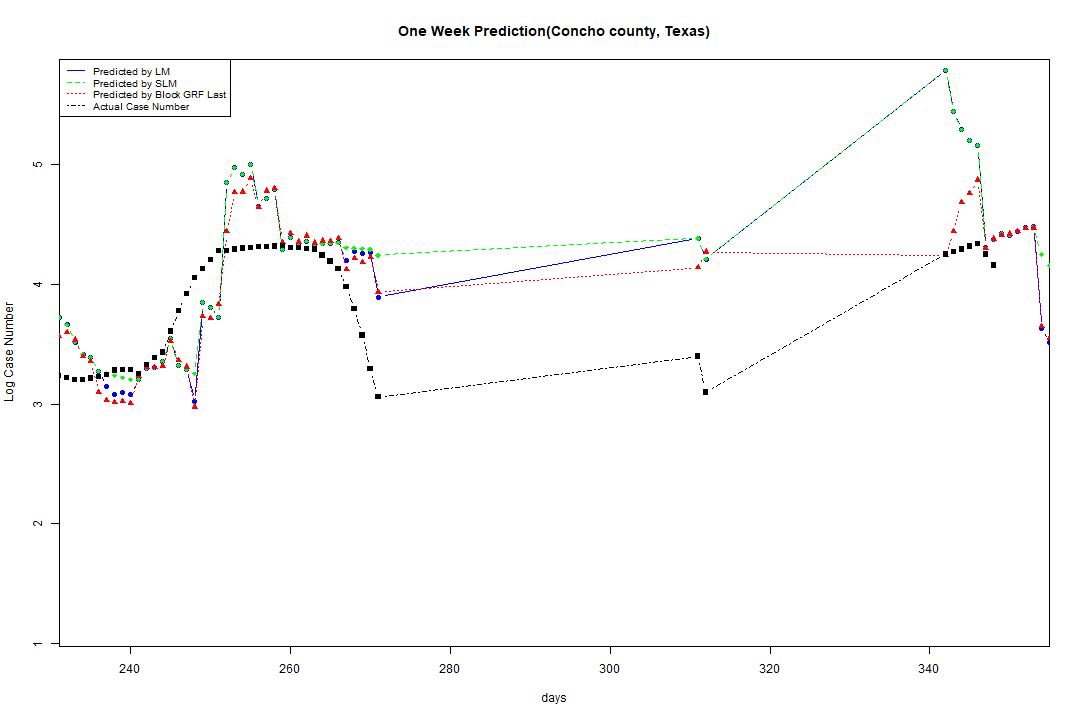 One Week Prediction(Concho county, Texas)
Predicted by LM
Predicted by SLM
Predicted by Block GRF Last
Actual Case Number
Log Case Number
5
4
3
2
1
240 260 280 300 320 340
days